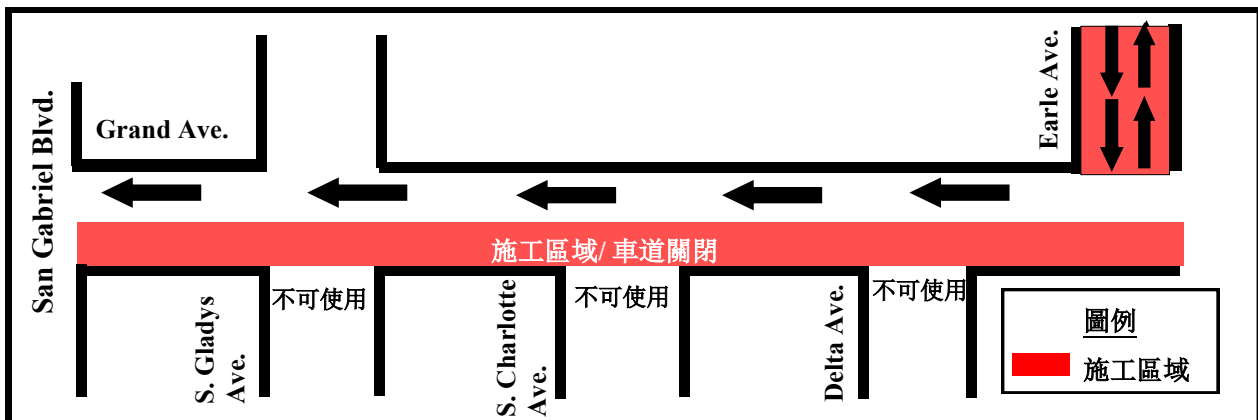 San Gabriel Blvd.
Grand Ave.
Earle Ave.
施工區域/ 車道關閉
S. Gladys
Ave.
不可使用
S. Charlotte
Ave.
不可使用
Delta Ave.
不可使用
圖例
施工區域